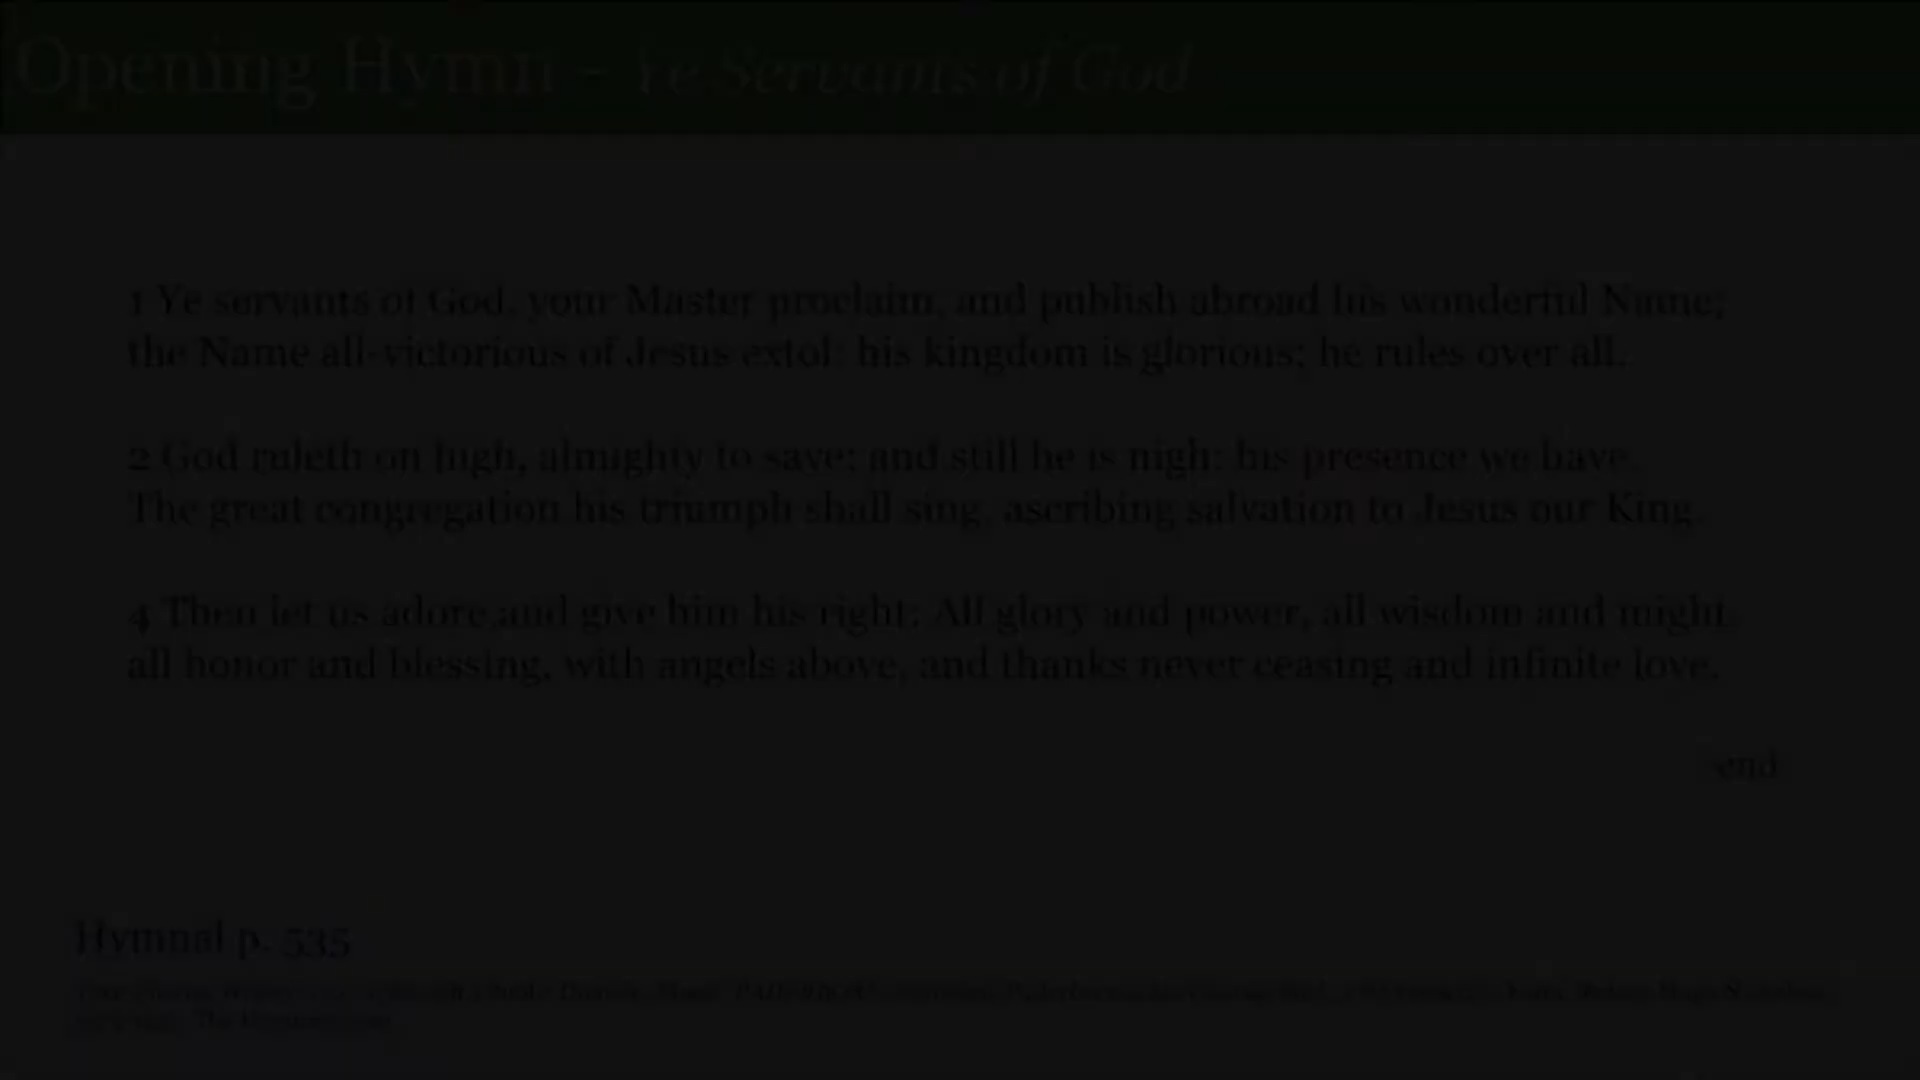 Opening Hymn - Ye Servants of God
1 Ye servants of God, your Master proclaim, and publish abroad his wonderful Name;
the Name all-victorious of Jesus extol: his kingdom is glorious; he rules over all.
2 God ruleth on high, almighty to save; and still he is nigh: his presence we have.
The great congregation his triumph shall sing, ascribing salvation to Jesus our King.
4 Then let us adore, and give him his right: All glory and power, all wisdom and might,
all honor and blessing, with angels above, and thanks never ceasing and infinite love.
end
Hymnal p. 535